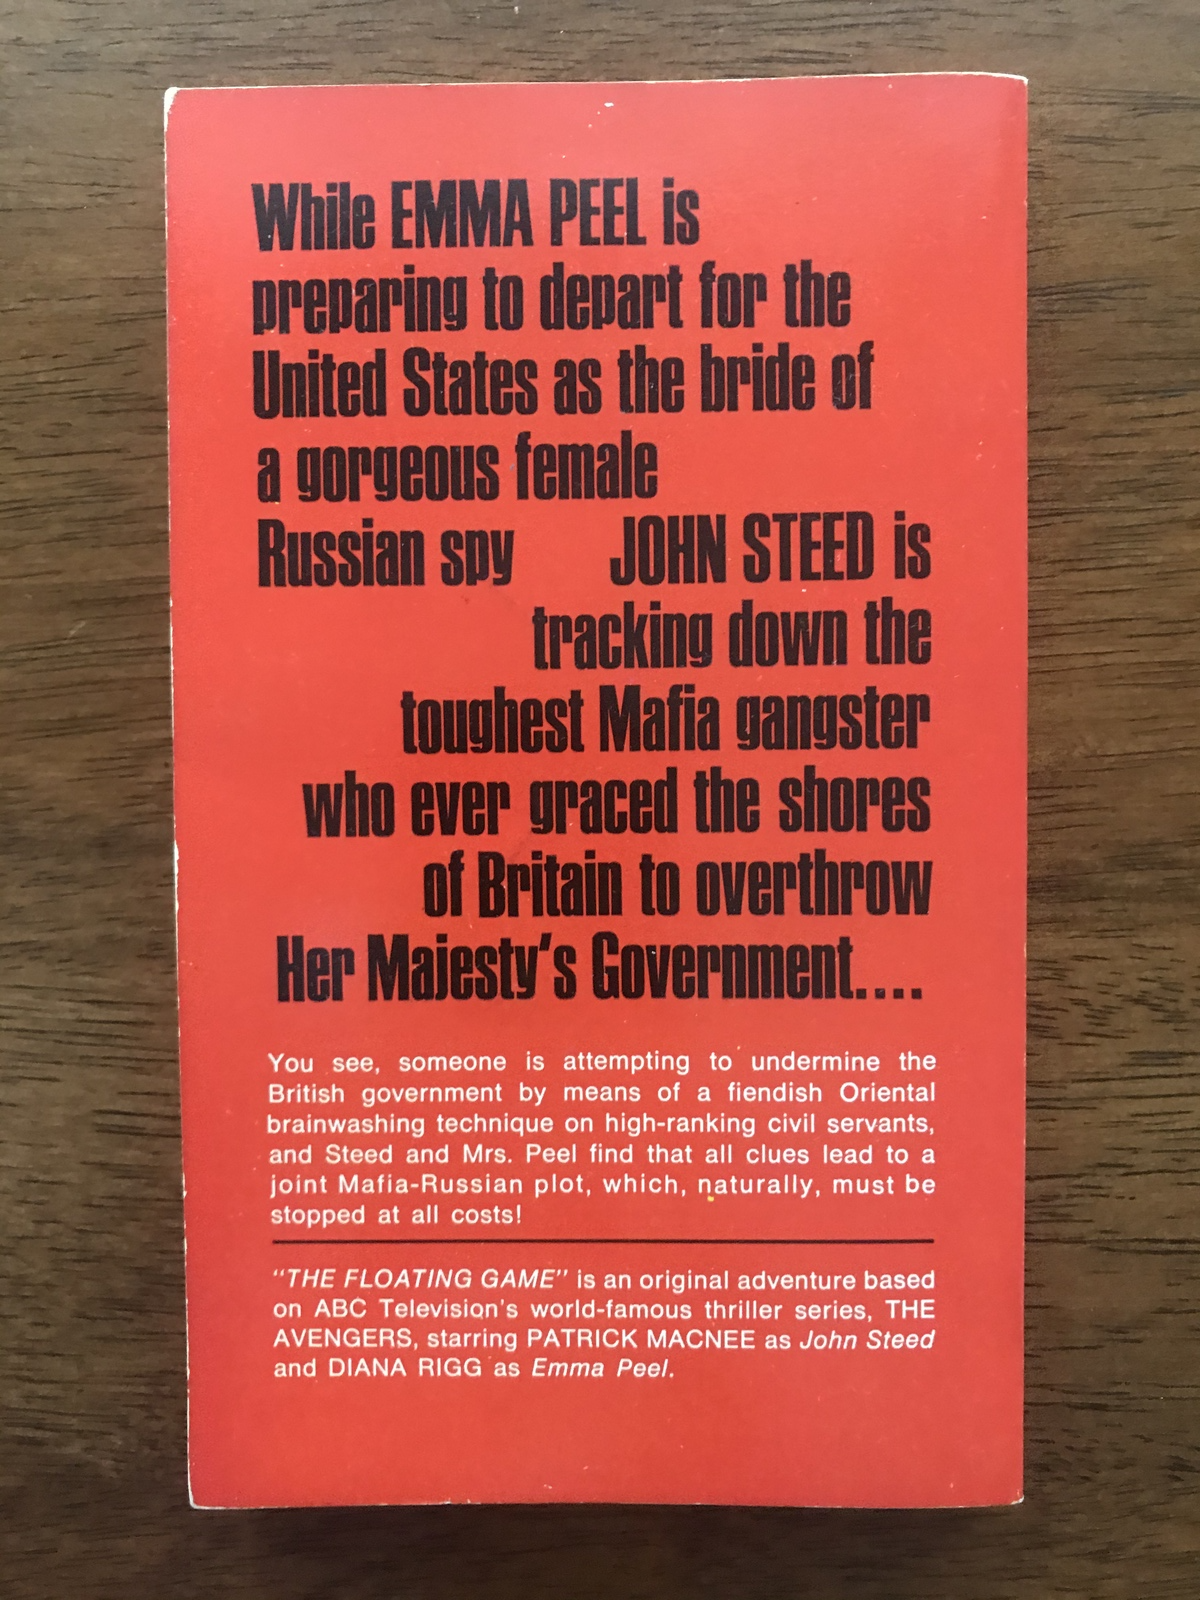 While EMMA PEEL is
preparing to depart for the
United States as the bride of
a gorgeous female
Russian spy JOHN STEED is
tracking down the
toughest Mafia gangster
who ever graced the shores
of Britain to overthrow
Her Majesty's Government....
You see, someone is attempting to undermine the
British government by means of a fiendish Oriental
brainwashing technique on high-ranking civil servants,
and Steed and Mrs. Peel find that all clues lead to a
joint Mafia-Russian plot, which, naturally, must be
stopped at all costs!
"THE FLOATING GAME" is an original adventure based
on ABC Television's world-famous thriller series, THE
AVENGERS, starring PATRICK MACNEE as John Steed
and DIANA RIGG as Emma Peel.